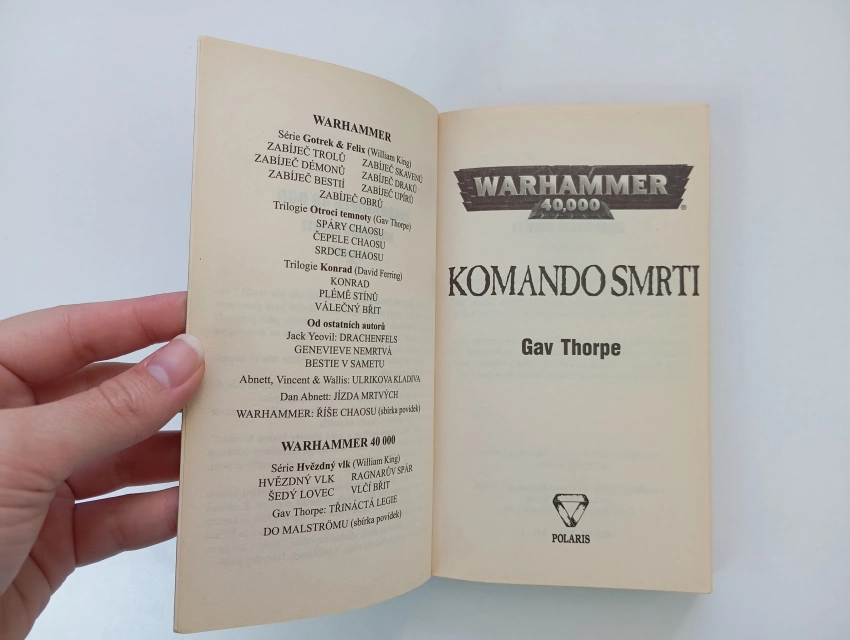 WARHAMMER
Série Gotrek & Felix (William King)
ZABÍJEČ TROLŮ ZABÍJEČ SKAVENŮ
ZABÍJEČ DÉMONŮ ZABÍJEČ DRAKŮ
ZABÍJEČ BESTIÍ ZABÍJEČ UPÍRŮ
ZABÍJEČ OBRŮ
Trilogie Otroci temnoty (Gav Thorpe)
SPÁRY CHAOSU
ČEPELE CHAOSU
SRDCE CHAOSU
Trilogie Konrad (David Ferring)
KONRAD
PLÉMĚ STÍNŮ
VÁLEČNÝ BŘIT
Od ostatních autorů
Jack Yeovil: DRACHENFELS
GENEVIEVE NEMRTVÁ
BESTIE V SAMETU
Abnett, Vincent & Wallis: ULRIKOVA KLADIVA
Dan Abnett: JÍZDA MRTVÝCH
WARHAMMER: ŘÍŠE CHAOSU (sbírka povídek)
WARHAMMER 40 000
Série Hvězdný vlk (William King)
HVĚZDNÝ VLK RAGNARŮV SPÁR
ŠEDÝ LOVEC VLČÍ BŘIT
Gav Thorpe: TŘINÁCTÁ LEGIE
DO MALSTRÖMU (sbírka povídek)
WARHAMMER
40,000
KOMANDO SMRTI
Gav Thorpe
POLARIS